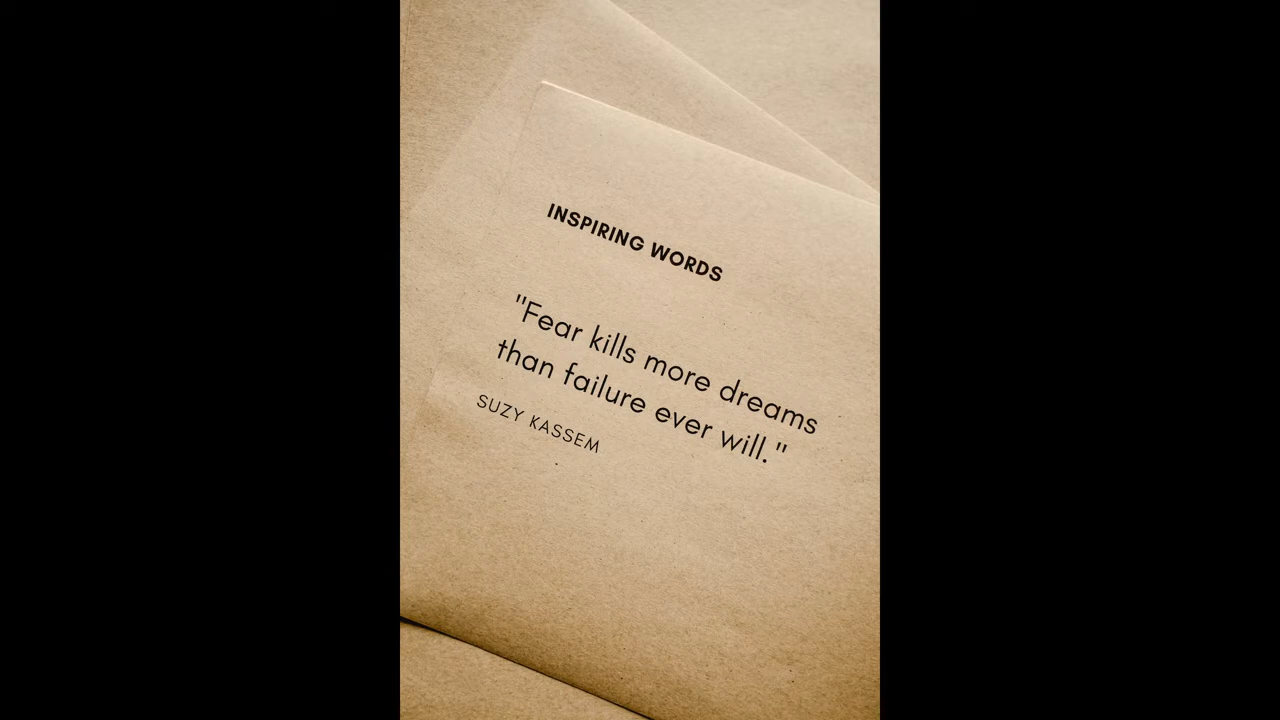 INSPIRING WORDS
"Fear kills more dreams
than failure ever will."
SUZY KASSEM